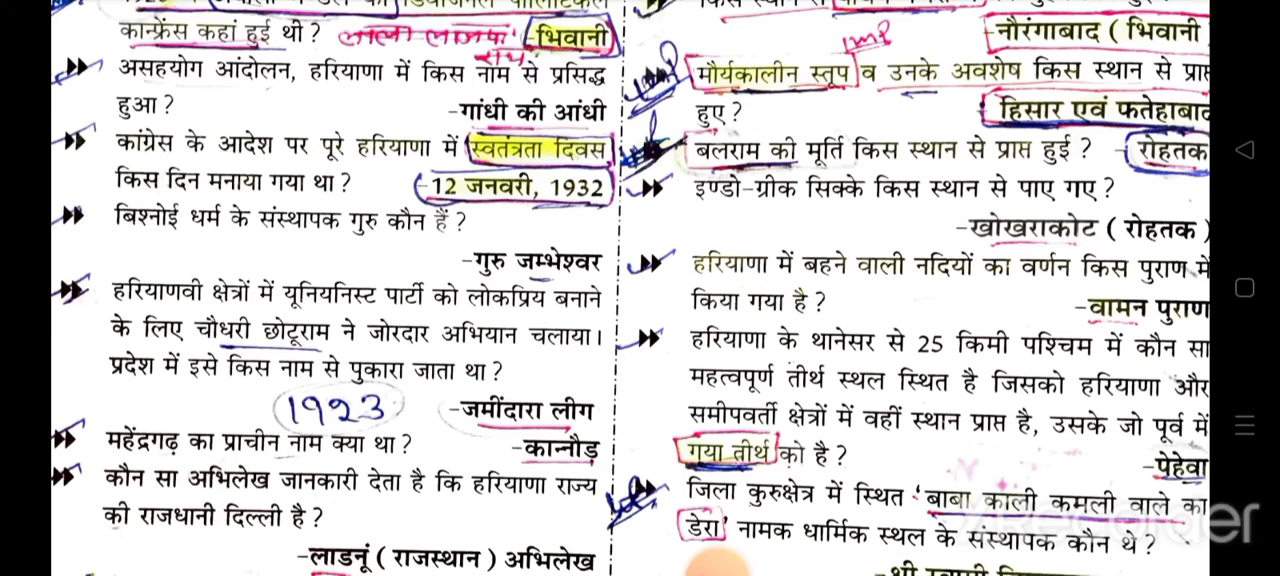 कान्फ्रेंस कहां हुई थी? लाला लाजपत राय भिवानी
असहयोग आंदोलन, हरियाणा में किस नाम से प्रसिद्ध
हुआ? -गांधी की आंधी
कांग्रेस के आदेश पर पूरे हरियाणा में स्वतंत्रता दिवस
किस दिन मनाया गया था? -12 जनवरी, 1932
बिश्नोई धर्म के संस्थापक गुरु कौन हैं?
-गुरु जम्भेश्वर
हरियाणवी क्षेत्रों में यूनियनिस्ट पार्टी को लोकप्रिय बनाने
के लिए चौधरी छोटूराम ने जोरदार अभियान चलाया।
प्रदेश में इसे किस नाम से पुकारा जाता था?
1923 -जमींदारा लीग
महेंद्रगढ़ का प्राचीन नाम क्या था? -कान्नौड़
कौन सा अभिलेख जानकारी देता है कि हरियाणा राज्य
की राजधानी दिल्ली है?
-लाडनूं (राजस्थान) अभिलेख
imp
नौरंगाबाद (भिवानी
मौर्यकालीन स्तूप व उनके अवशेष किस स्थान से प्राप्त
हुए? हिसार एवं फतेहाबाद
बलराम की मूर्ति किस स्थान से प्राप्त हुई? -रोहतक
इण्डो-ग्रीक सिक्के किस स्थान से पाए गए?
-खोखराकोट (रोहतक)
हरियाणा में बहने वाली नदियों का वर्णन किस पुराण में
किया गया है? -वामन पुराण
हरियाणा के थानेसर से 25 किमी पश्चिम में कौन सा
महत्वपूर्ण तीर्थ स्थल स्थित है जिसको हरियाणा और
समीपवर्ती क्षेत्रों में वहीं स्थान प्राप्त है, उसके जो पूर्व में
गया तीर्थ को है? -पेहेवा
जिला कुरुक्षेत्र में स्थित 'बाबा काली कमली वाले का
डेरा' नामक धार्मिक स्थल के संस्थापक कौन थे?